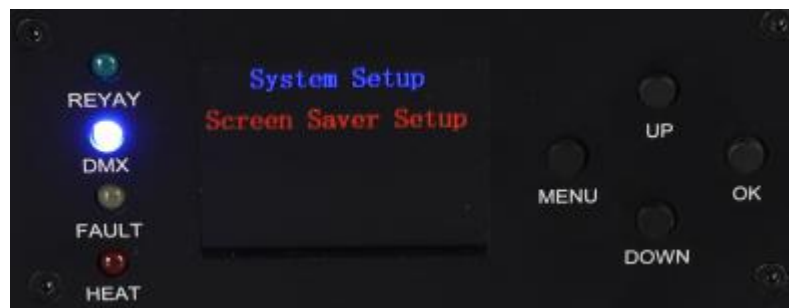 REYAY
DMX
FAULT
HEAT
System Setup
Screen Saver Setup
MENU
UP
DOWN
OK